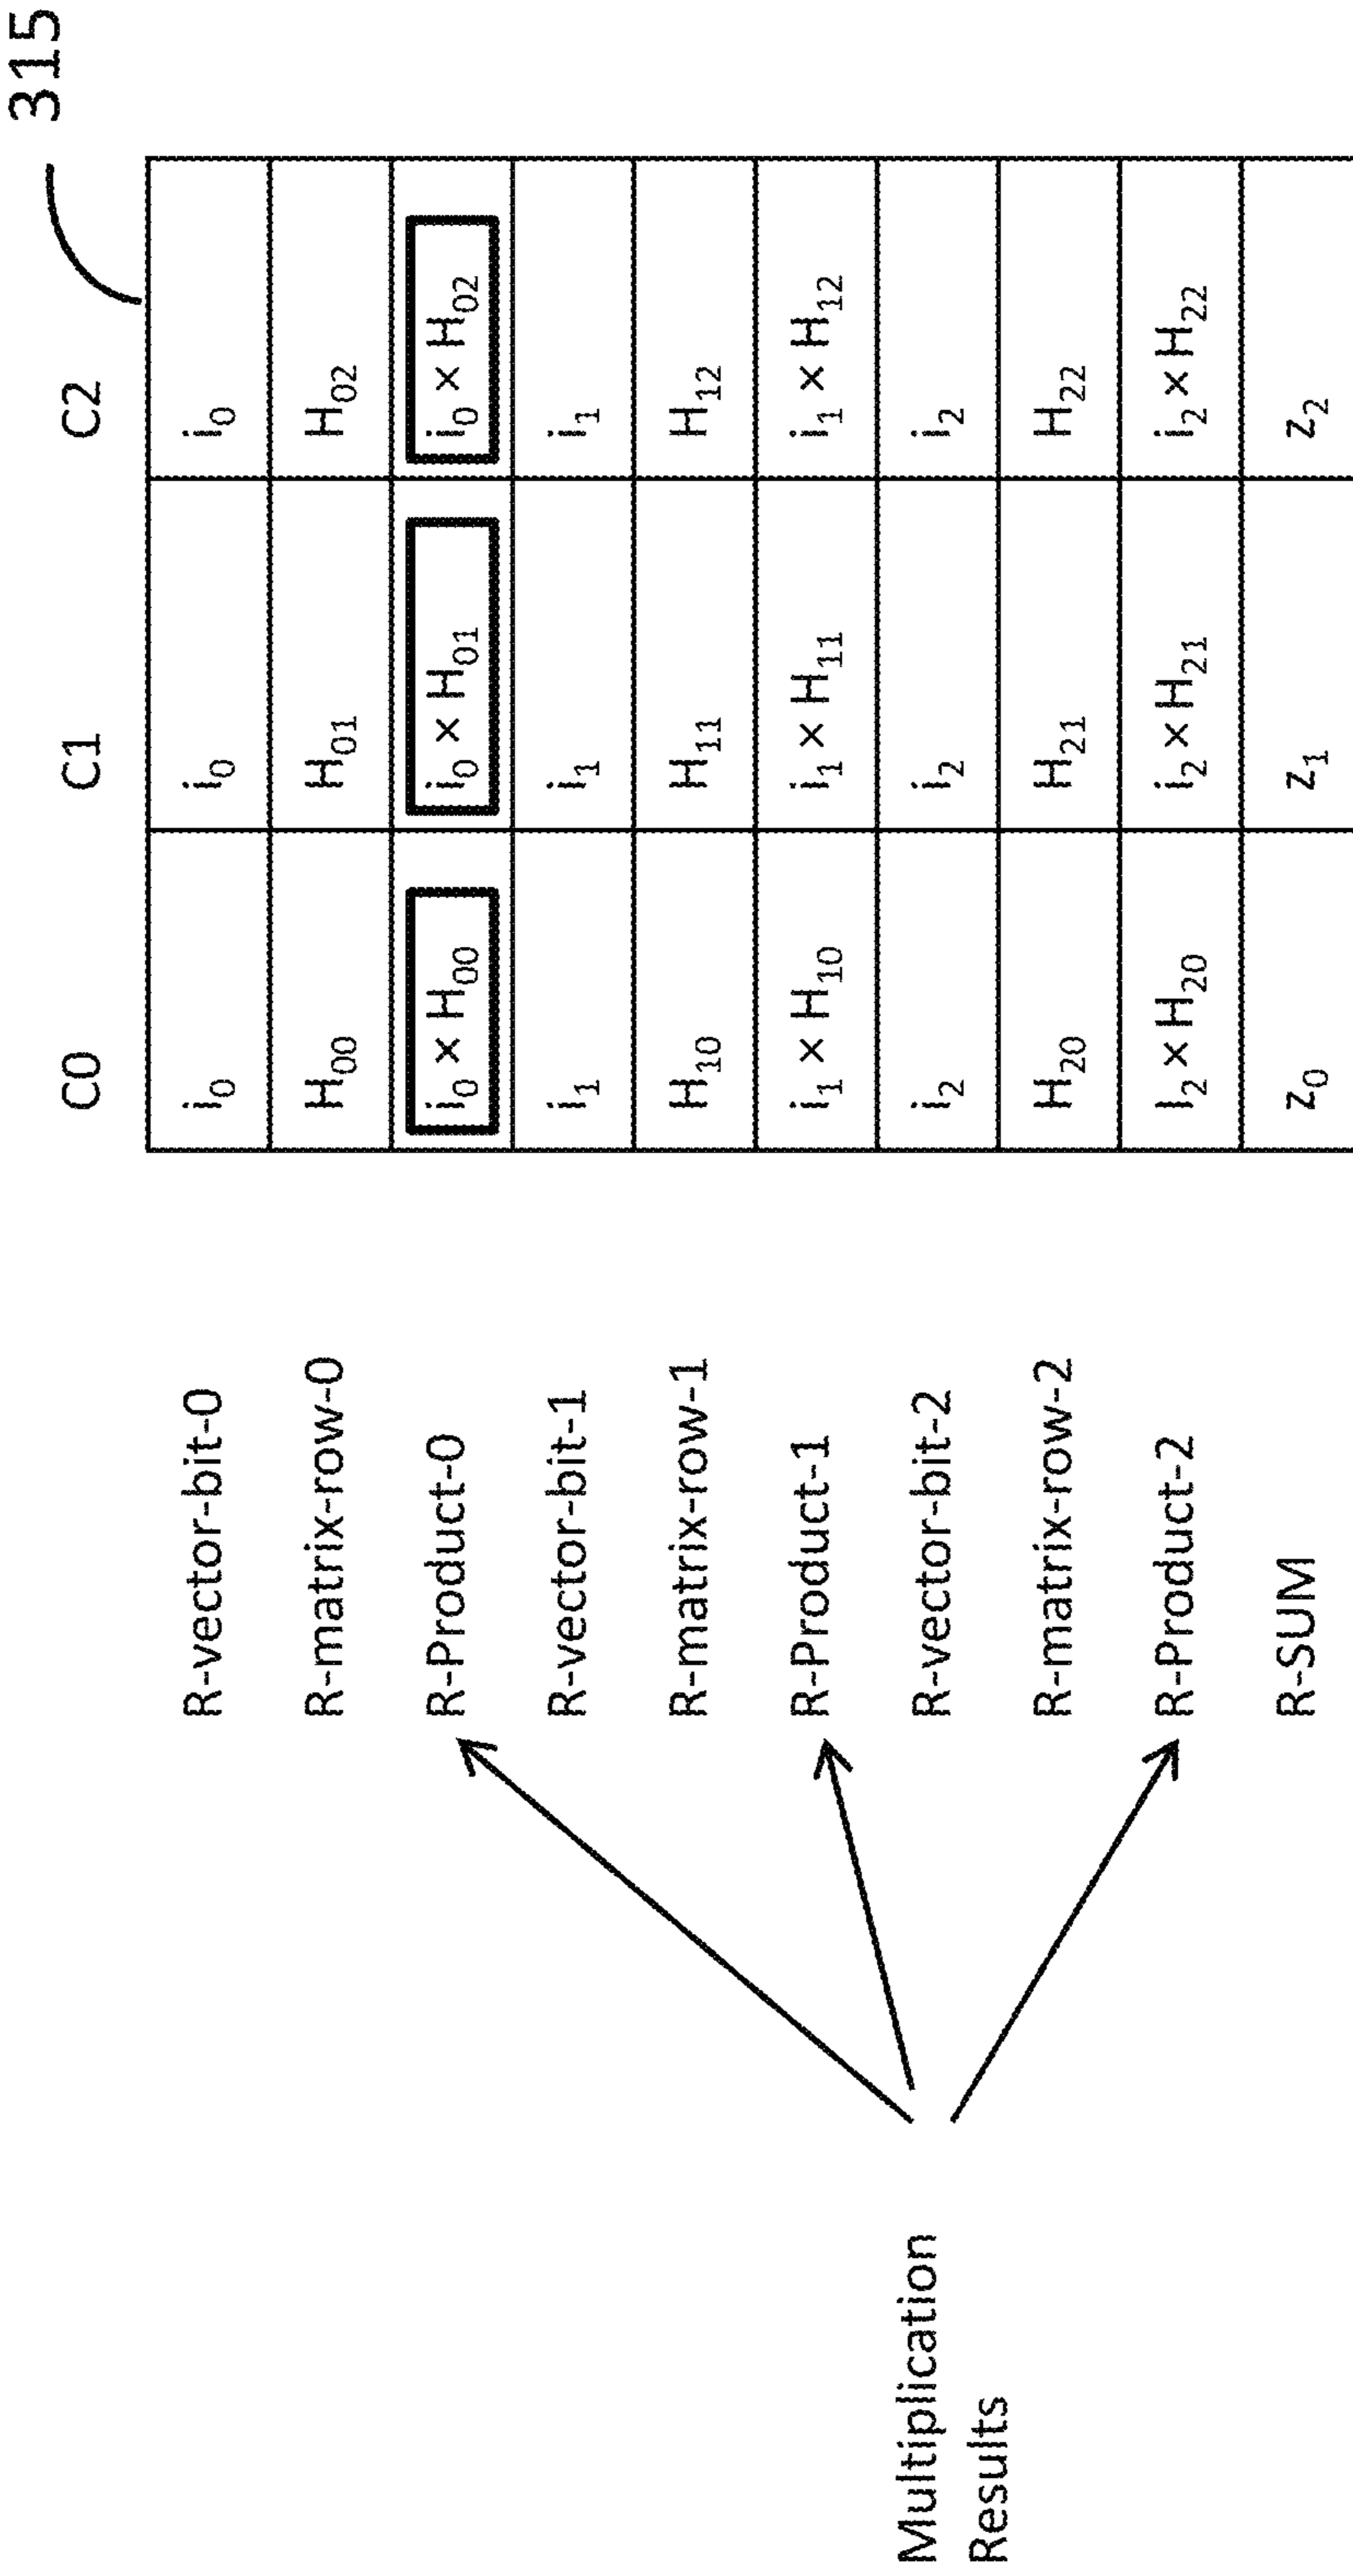 315
C0 C1 C2
R-vector-bit-0 i₀ i₀ i₀
R-matrix-row-0 H₀₀ H₀₁ H₀₂
R-Product-0 i₀ × H₀₀ i₀ × H₀₁ i₀ × H₀₂
R-vector-bit-1 i₁ i₁ i₁
R-matrix-row-1 H₁₀ H₁₁ H₁₂
R-Product-1 i₁ × H₁₀ i₁ × H₁₁ i₁ × H₁₂
Multiplication
Results
R-vector-bit-2 i₂ i₂ i₂
R-matrix-row-2 H₂₀ H₂₁ H₂₂
R-Product-2 I₂ × H₂₀ i₂ × H₂₁ i₂ × H₂₂
R-SUM z₀ z₁ z₂